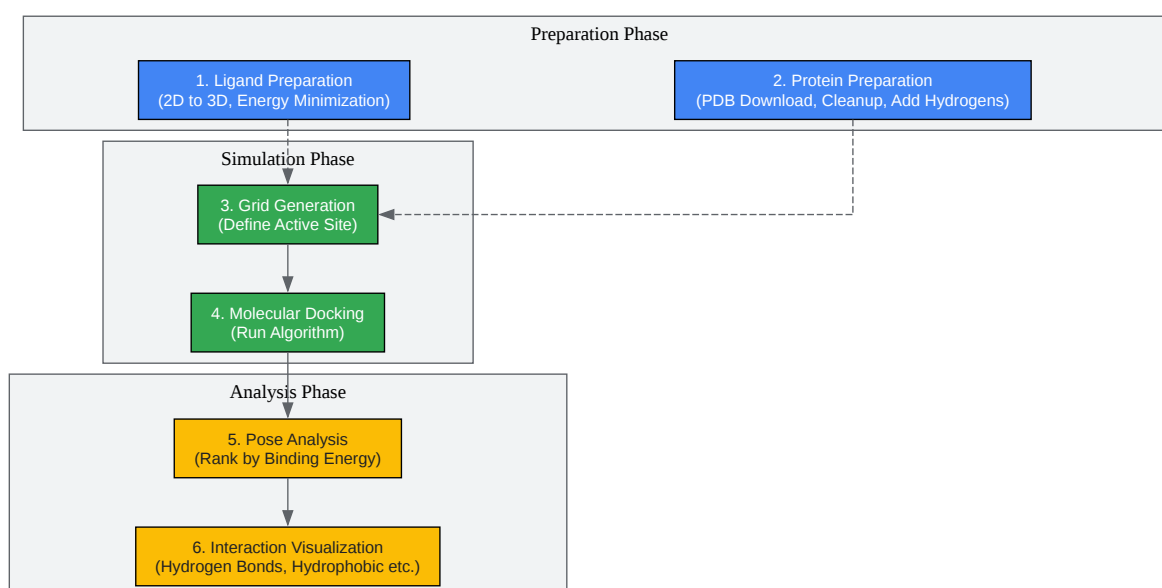 Preparation Phase
1. Ligand Preparation
(2D to 3D, Energy Minimization)
2. Protein Preparation
(PDB Download, Cleanup, Add Hydrogens)
Simulation Phase
3. Grid Generation
(Define Active Site)
4. Molecular Docking
(Run Algorithm)
Analysis Phase
5. Pose Analysis
(Rank by Binding Energy)
6. Interaction Visualization
(Hydrogen Bonds, Hydrophobic etc.)